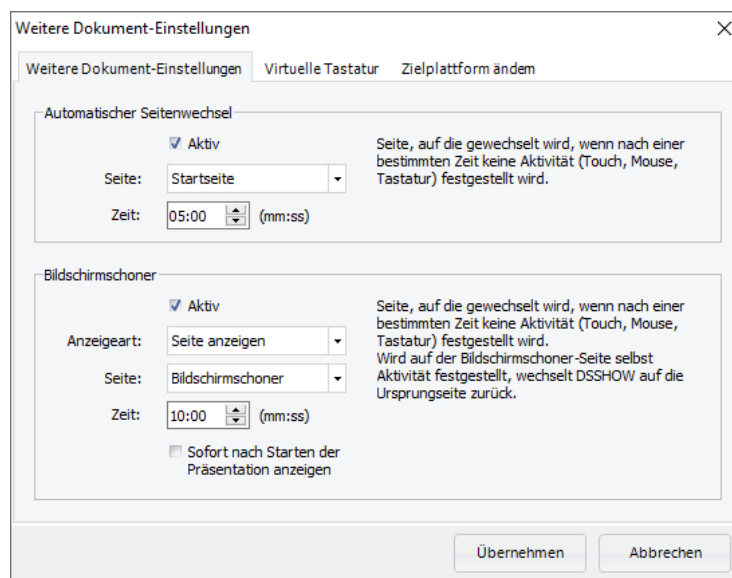 Weitere Dokument-Einstellungen
Weitere Dokument-Einstellungen Virtuelle Tastatur Zielplattform ändern
Automatischer Seitenwechsel
Aktiv
Seite: Startseite
Zeit: 05:00 (mm:ss)
Seite, auf die gewechselt wird, wenn nach einer
bestimmten Zeit keine Aktivität (Touch, Mouse,
Tastatur) festgestellt wird.
Bildschirmschoner
Aktiv
Anzeigeart: Seite anzeigen
Seite: Bildschirmschoner
Zeit: 10:00 (mm:ss)
Sofort nach Starten der
Präsentation anzeigen
Seite, auf die gewechselt wird, wenn nach einer
bestimmten Zeit keine Aktivität (Touch, Mouse,
Tastatur) festgestellt wird.
Wird auf der Bildschirmschoner-Seite selbst
Aktivität festgestellt, wechselt DSSHOW auf die
Ursprungseite zurück.
Übernehmen Abbrechen